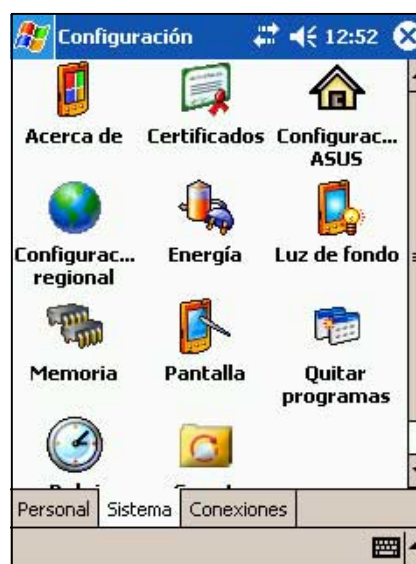 Configuración 12:52
Acerca de Certificados Configurac... ASUS
Configurac... regional Energía Luz de fondo
Memoria Pantalla Quitar programas
Personal Sistema Conexiones